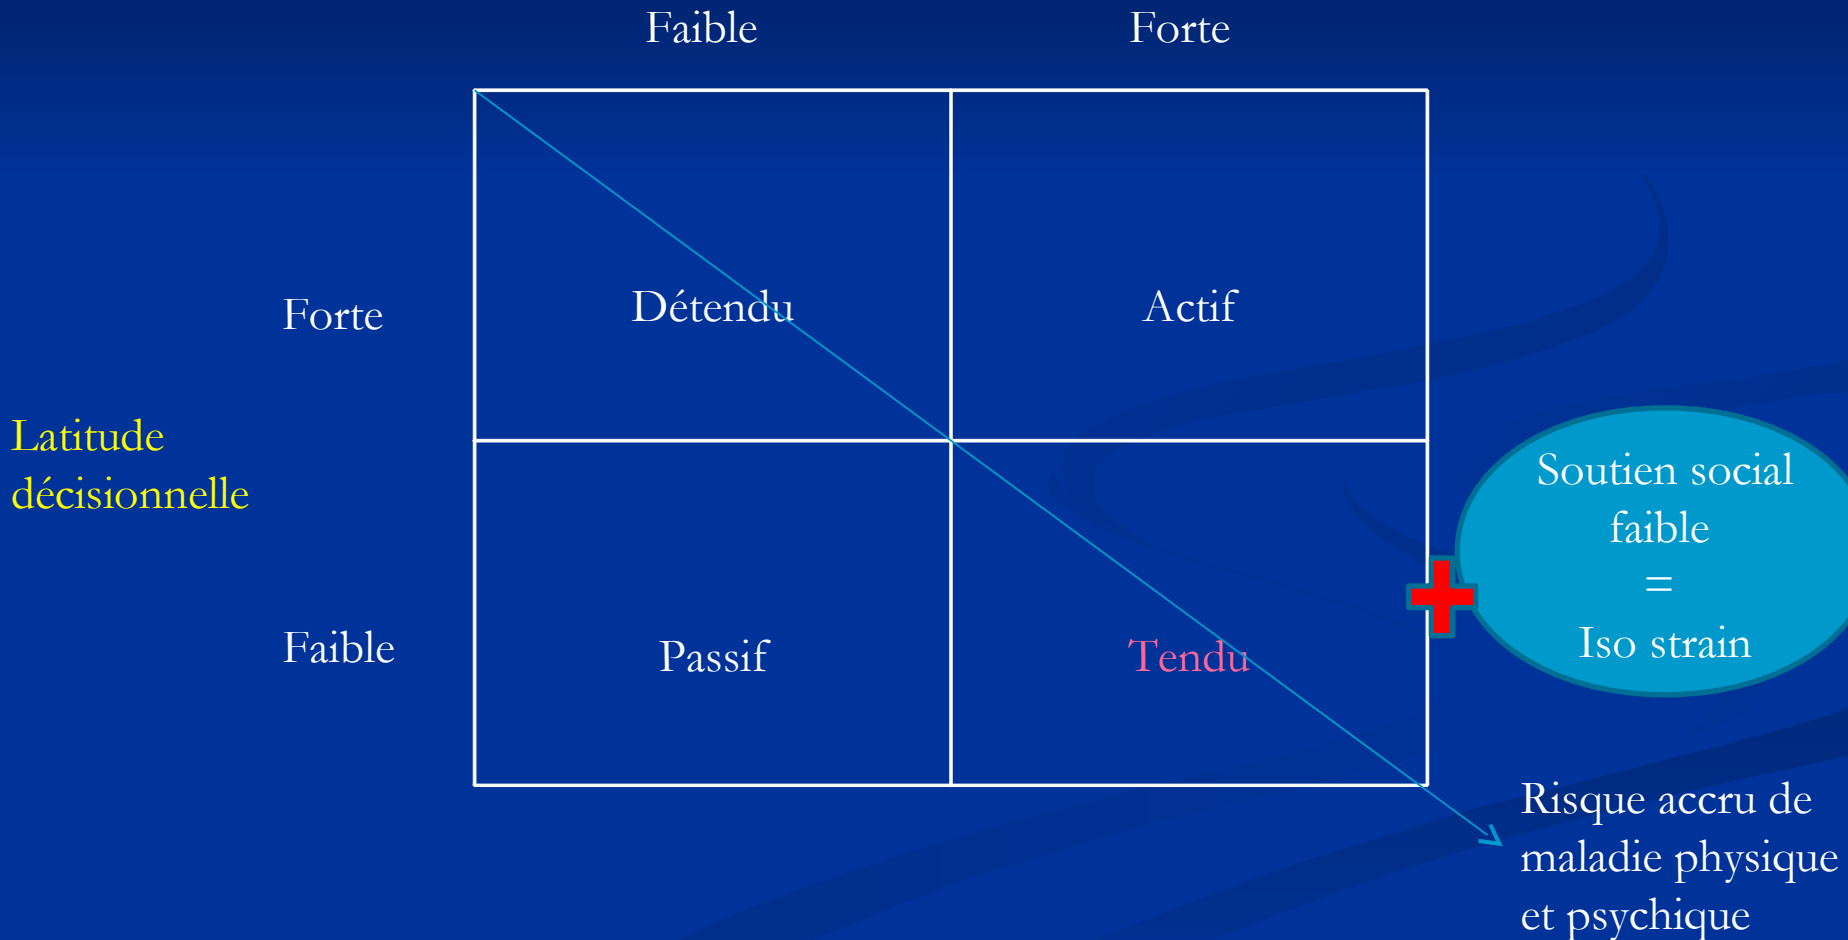 Faible
Forte
Forte
Détendu
Actif
Latitude
décisionnelle
Soutien social
faible
=
Iso strain
Faible
Passif
Tendu
Risque accru de
maladie physique
et psychique